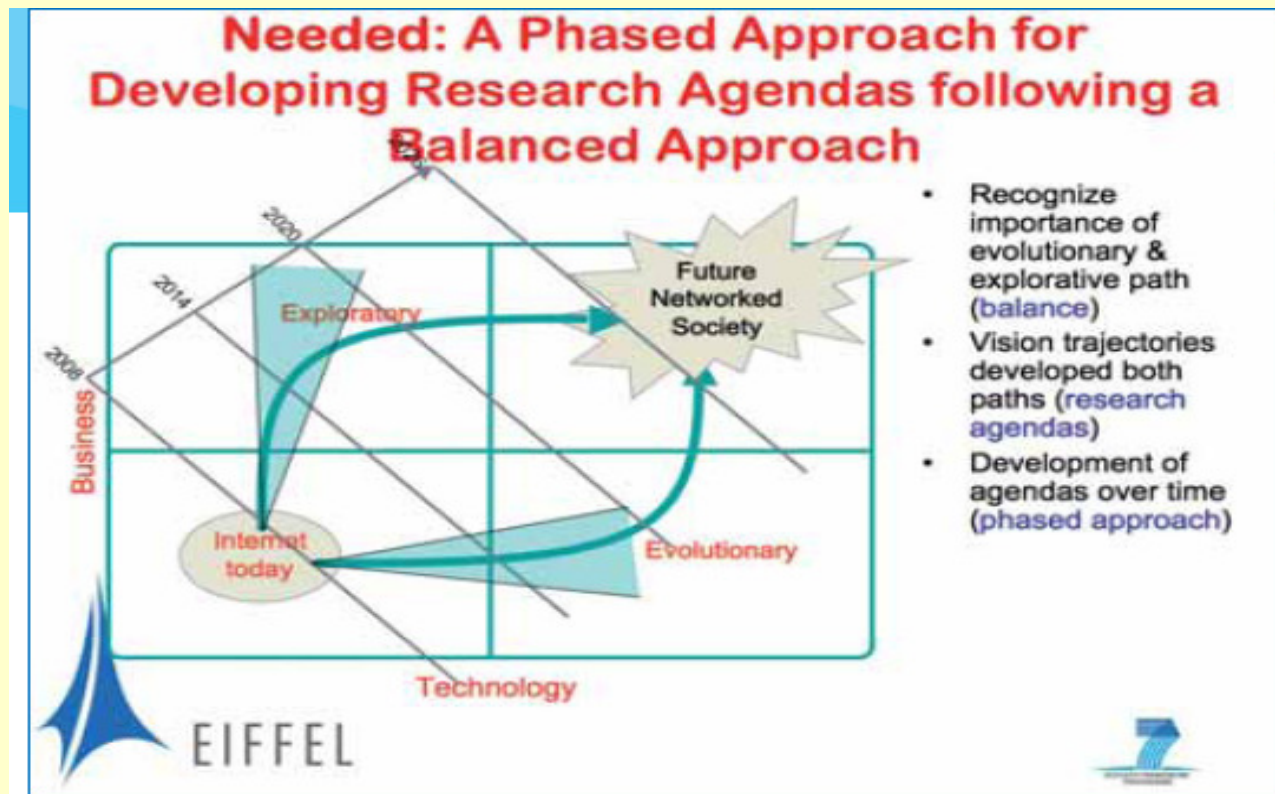 Needed: A Phased Approach for
Developing Research Agendas following a
Balanced Approach
2020
2014
2008
Business
Exploratory
Future
Networked
Society
Internet
today
Evolutionary
Technology
• Recognize
importance of
evolutionary &
explorative path
(balance)
• Vision trajectories
developed both
paths (research
agendas)
• Development of
agendas over time
(phased approach)
EIFFEL
7